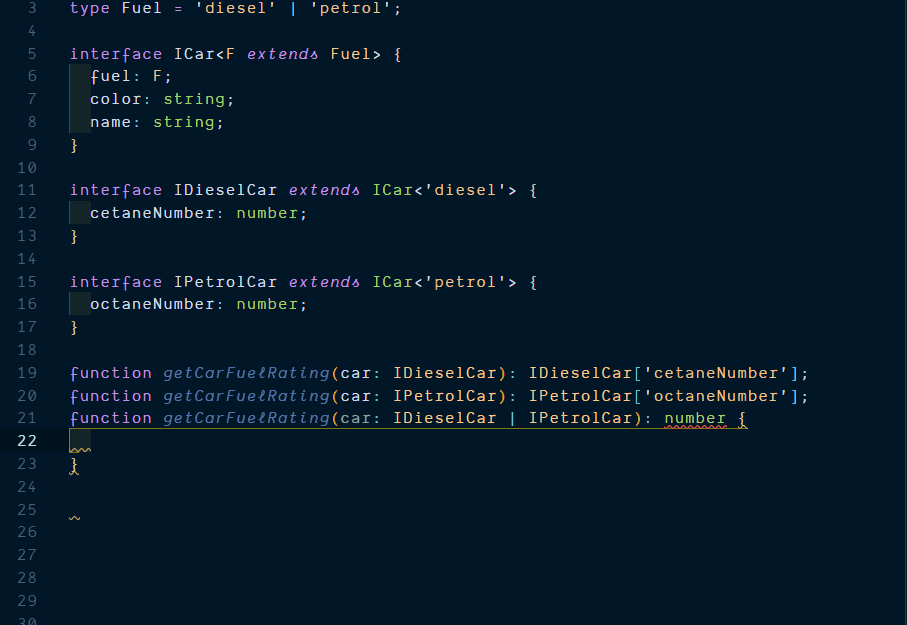 3 type Fuel = 'diesel' | 'petrol';
4
5 interface ICar<F extends Fuel> {
6   fuel: F;
7   color: string;
8   name: string;
9 }
10
11 interface IDieselCar extends ICar<'diesel'> {
12   cetaneNumber: number;
13 }
14
15 interface IPetrolCar extends ICar<'petrol'> {
16   octaneNumber: number;
17 }
18
19 function getCarFuelRating(car: IDieselCar): IDieselCar['cetaneNumber'];
20 function getCarFuelRating(car: IPetrolCar): IPetrolCar['octaneNumber'];
21 function getCarFuelRating(car: IDieselCar | IPetrolCar): number {
22
23 }
24
25
26
27
28
29
30